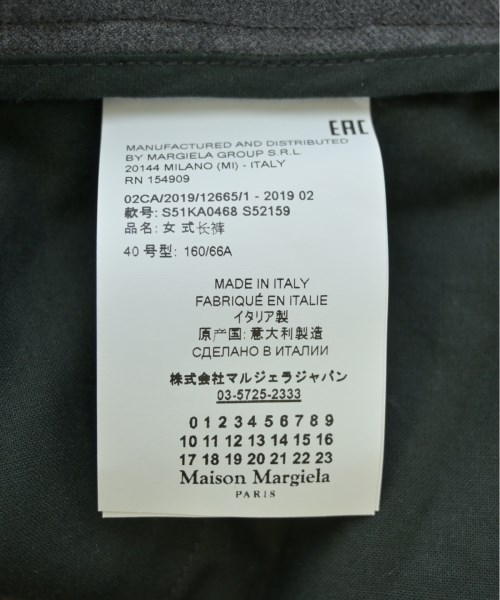 EAC
MANUFACTURED AND DISTRIBUTED
BY MARGIELA GROUP S.R.L.
20144 MILANO (MI) - ITALY
RN 154909
02CA/2019/12665/1 - 2019 02
款号: S51KA0468 S52159
品名: 女 式长裤
40 号型: 160/66A
MADE IN ITALY
FABRIQUÉ EN ITALIE
イタリア製
原产国: 意大利製造
СДЕЛАНО В ИТАЛИИ
株式会社マルジェラジャパン
03-5725-2333
0 1 2 3 4 5 6 7 8 9
10 11 12 13 14 15 16
17 18 19 20 21 22 23
Maison Margiela
PARIS